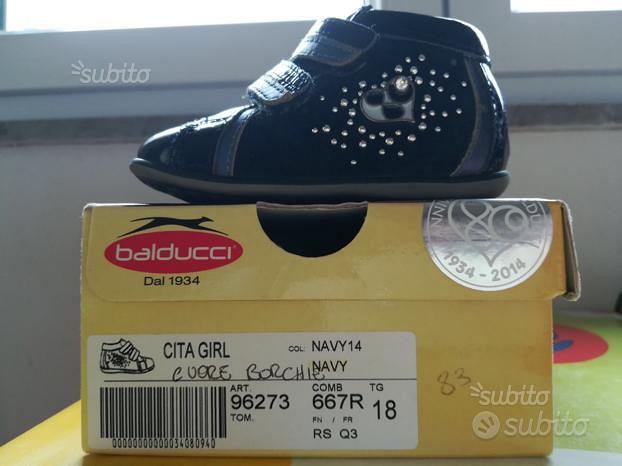 subito
balducci
Dal 1934
1934 - 2014
CITA GIRL
COL: NAVY14
NAVY
CUORE BORCHIE
ART. COMB TG
96273 667R 18
TOM. FN / FR
RS Q3
0000000000034080940
83
subito
subito